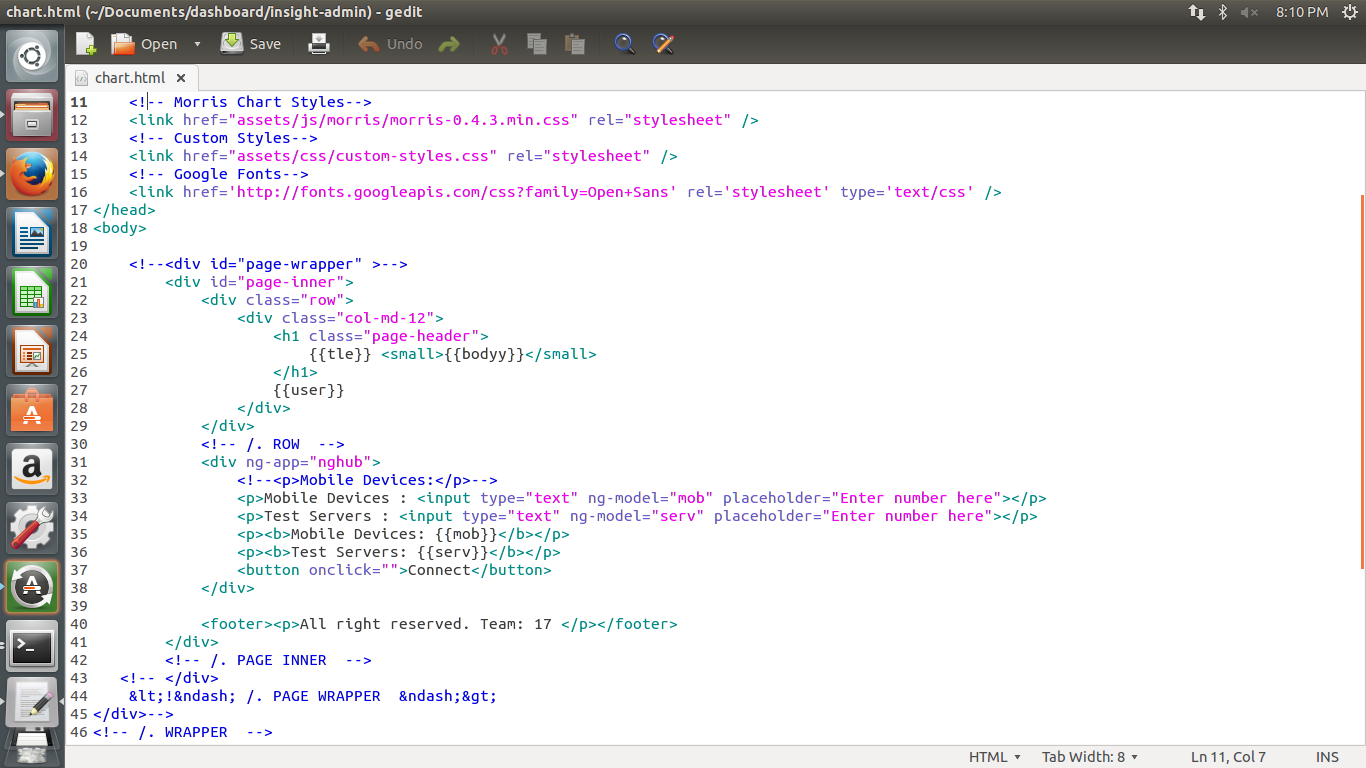 chart.html (~/Documents/dashboard/insight-admin) - gedit
8:10 PM
Open Save Undo
chart.html
11 <!-- Morris Chart Styles-->
12 <link href="assets/js/morris/morris-0.4.3.min.css" rel="stylesheet" />
13 <!-- Custom Styles-->
14 <link href="assets/css/custom-styles.css" rel="stylesheet" />
15 <!-- Google Fonts-->
16 <link href='http://fonts.googleapis.com/css?family=Open+Sans' rel='stylesheet' type='text/css' />
17 </head>
18 <body>
19
20 <!--<div id="page-wrapper" >-->
21 <div id="page-inner">
22 <div class="row">
23 <div class="col-md-12">
24 <h1 class="page-header">
25 {{tle}} <small>{{bodyy}}</small>
26 </h1>
27 {{user}}
28 </div>
29 </div>
30 <!-- /. ROW  -->
31 <div ng-app="nghub">
32 <!--<p>Mobile Devices:</p>-->
33 <p>Mobile Devices : <input type="text" ng-model="mob" placeholder="Enter number here"></p>
34 <p>Test Servers : <input type="text" ng-model="serv" placeholder="Enter number here"></p>
35 <p><b>Mobile Devices: {{mob}}</b></p>
36 <p><b>Test Servers: {{serv}}</b></p>
37 <button onclick="">Connect</button>
38 </div>
39
40 <footer><p>All right reserved. Team: 17 </p></footer>
41 </div>
42 <!-- /. PAGE INNER  -->
43 <!-- </div>
44 &lt;!&ndash; /. PAGE WRAPPER  &ndash;&gt;
45 </div>-->
46 <!-- /. WRAPPER  -->
HTML Tab Width: 8 Ln 11, Col 7 INS